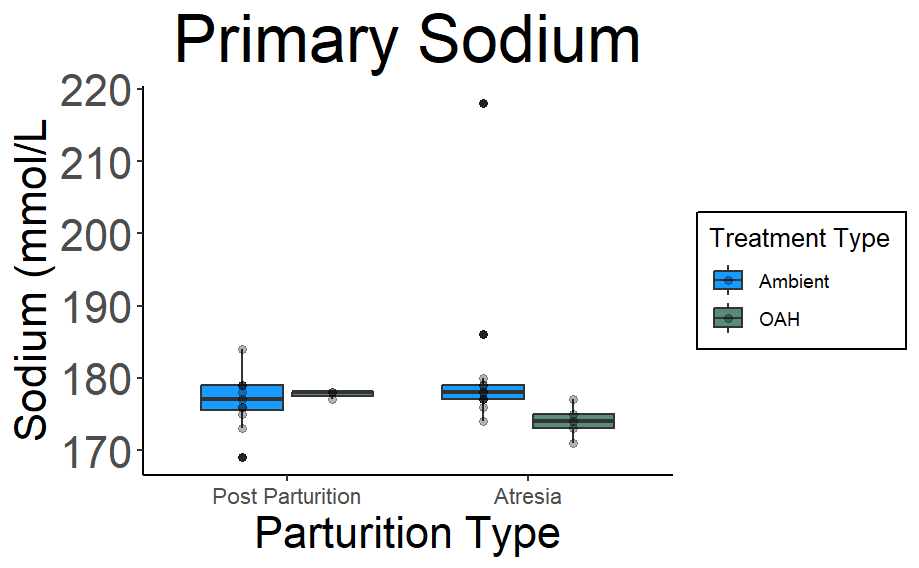 Primary Sodium
Sodium (mmol/L
220
210
200
190
180
170
Post Parturition
Atresia
Parturition Type
Treatment Type
Ambient
OAH